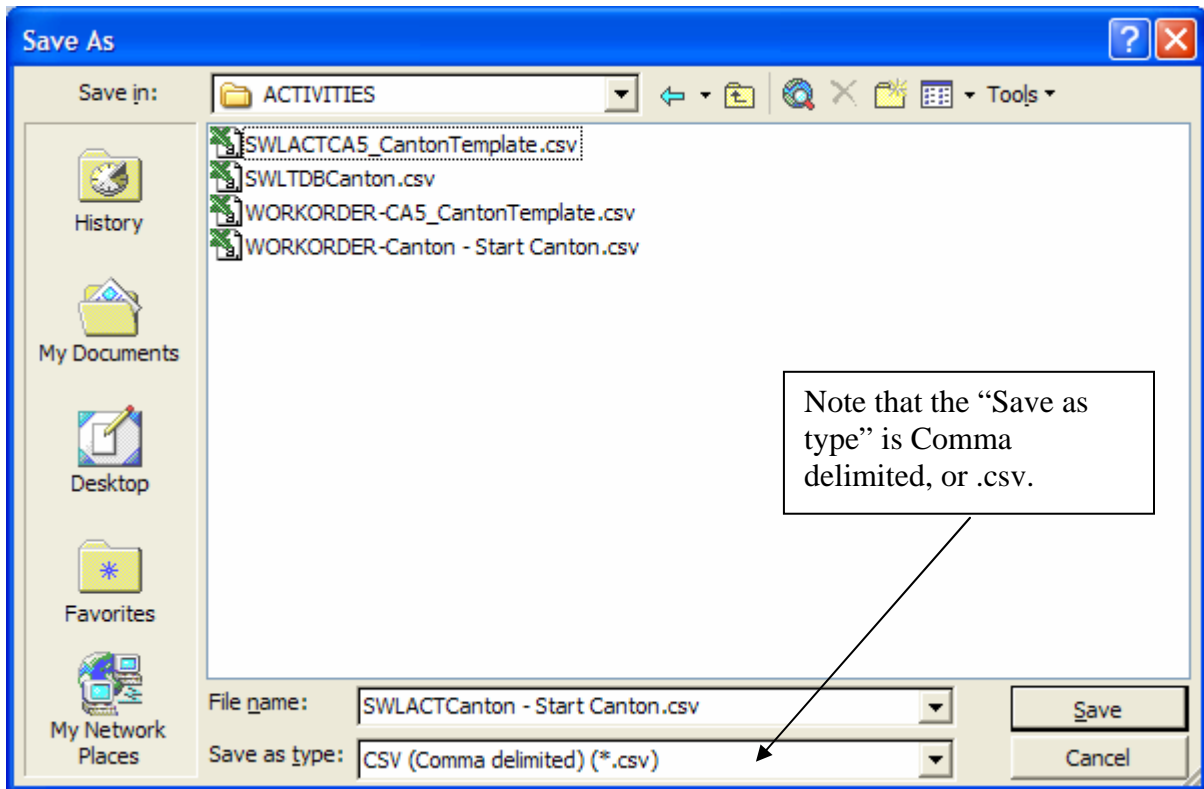 Save As
Save in: ACTIVITIES Tools
SWLACTCA5_CantonTemplate.csv
SWLTDBCanton.csv
WORKORDER-CA5_CantonTemplate.csv
WORKORDER-Canton - Start Canton.csv
History
My Documents
Desktop
Favorites
My Network
Places
Note that the “Save as
type” is Comma
delimited, or .csv.
File name: SWLACTCanton - Start Canton.csv Save
Save as type: CSV (Comma delimited) (*.csv) Cancel